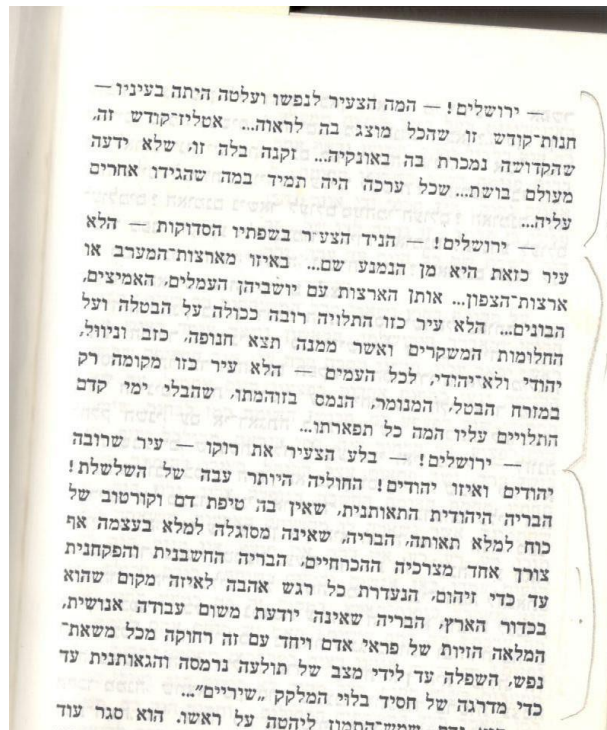 — ירושלים! — המה הצעיר לנפשו ועלטה היתה בעיניו —
חנות־קודש זו שהכל מוצג בה לראוה... אטליז־קודש זה,
שהקדושה נמכרת בה באונקיה... זקנה בלה זו, שלא ידעה
מעולם בושת... שכל ערכה היה תמיד במה שהגידו אחרים
עליה...
— ירושלים! — הניד הצעיר בשפתיו הסדוקות — הלא
עיר כזאת היא מן הנמנע שם... באיזו מארצות־המערב או
ארצות־הצפון... אותן הארצות עם יושביהן העמלים, האמיצים,
הבונים... הלא עיר כזו התלויה רובה ככולה על הבטלה ועל
החלומות המשקרים ואשר ממנה תצא חנופה, כזב וניוול,
יהודי ולא־יהודי, לכל העמים — הלא עיר כזו מקומה רק
במזרח הבטל, המנומר, הנמס בזוהמתו, שהבלי ימי קדם
התלויים עליו המה כל תפארתו...
— ירושלים! — בלע הצעיר את רוקו — עיר שרובה
יהודים ואיזו יהודים! החוליה היותר עבה של השלשלת!
הבריה היהודית התאותנית, שאין בה טיפת דם וקורטוב של
כוח למלא תאותה, הבריה, שאינה מסוגלה למלא בעצמה אף
צורך אחד מצרכיה ההכרחיים, הבריה החשבנית והפקחנית
עד כדי זיהום, הנעדרת כל רגש אהבה לאיזה מקום שהוא
בכדור הארץ, הבריה שאינה יודעת משום עבודה אנושית,
המלאה הזיות של פראי אדם ויחד עם זה רחוקה מכל משאת־
נפש, השפלה עד לידי מצב של תולעה נרמסה והגאותנית עד
כדי מדרגה של חסיד בלוי המלקק „שיריים"...
שמש־התמוז ליהטה על ראשו. הוא סגר עוד